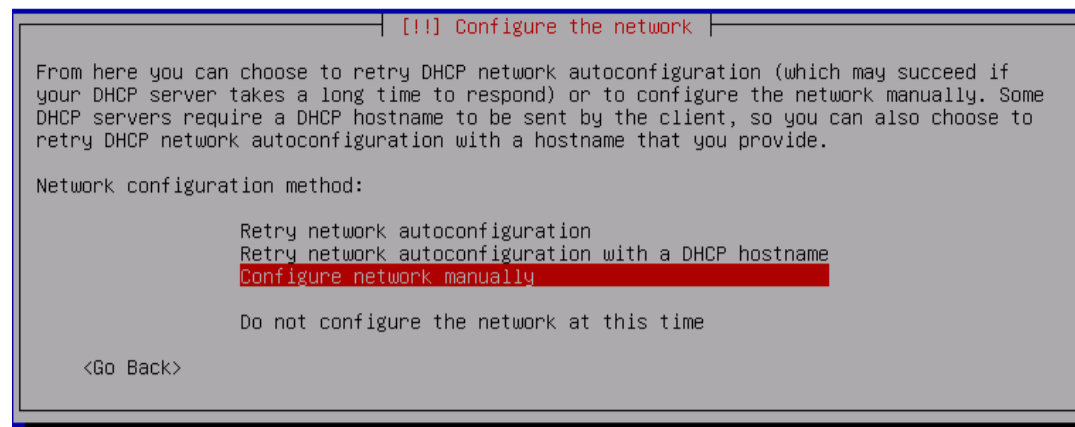 [!!] Configure the network
From here you can choose to retry DHCP network autoconfiguration (which may succeed if
your DHCP server takes a long time to respond) or to configure the network manually. Some
DHCP servers require a DHCP hostname to be sent by the client, so you can also choose to
retry DHCP network autoconfiguration with a hostname that you provide.
Network configuration method:
Retry network autoconfiguration
Retry network autoconfiguration with a DHCP hostname
Configure network manually
Do not configure the network at this time
<Go Back>